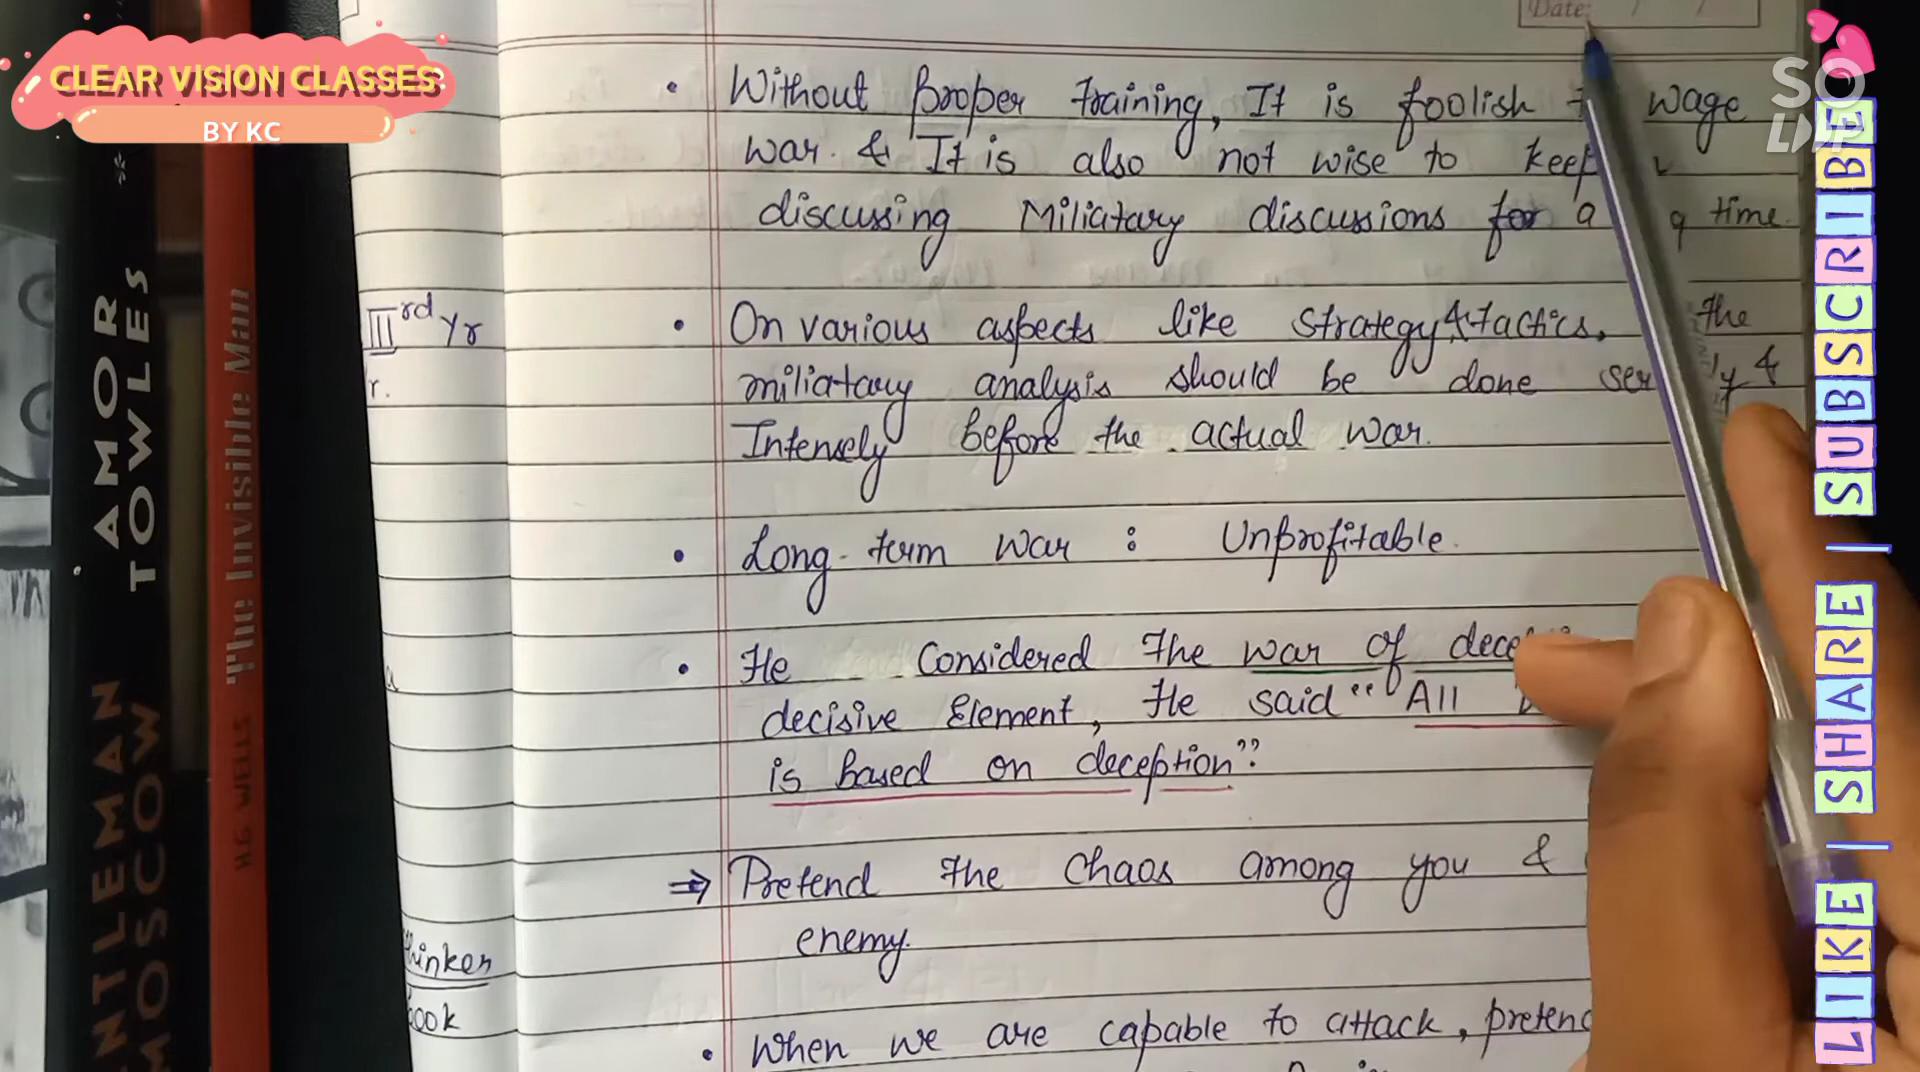 CLEAR VISION CLASSES
BY KC
Date:
SO
LMP
• Without proper training, It is foolish wage
war. & It is also not wise to keep
discussing Miliatary discussions for a time.
IIIrd Yr
• On various aspects like strategy & tactics, the
miliatary analysis should be done &
Intensely before the actual war.
• Long-term war : Unprofitable.
• He Considered the war of
decisive Element, He said "All
is based on deception"
⇒ Pretend the chaos among you &
enemy.
• When we are capable to attack,
book
AMOR
TOWLES
GENTLEMAN
MOSCOW
The Invisible Man
H.G. WELLS
LIKE | SHARE | SUBSCRIBE